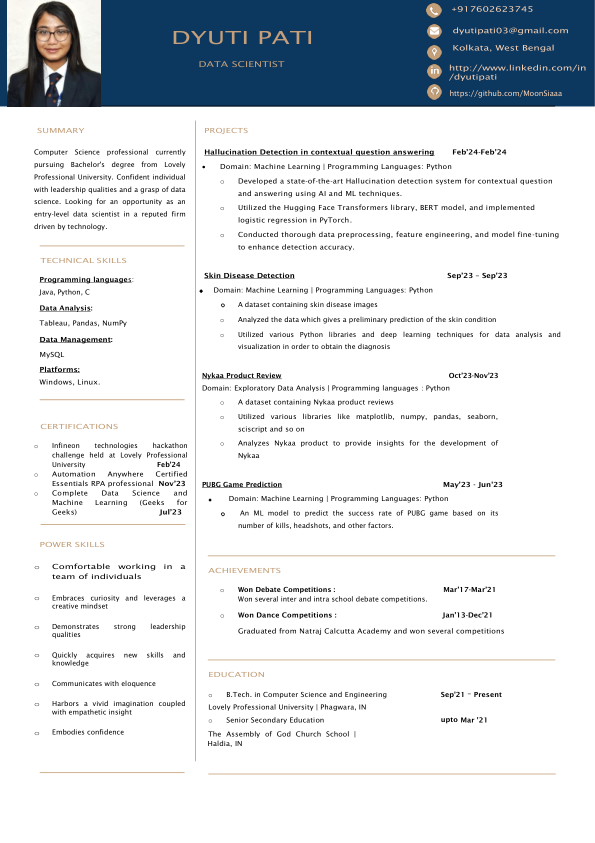 DYUTI PATI
DATA SCIENTIST
+917602623745
dyutipati03@gmail.com
Kolkata, West Bengal
http://www.linkedin.com/in
/dyutipati
https://github.com/MoonSiaaa
SUMMARY
Computer Science professional currently
pursuing Bachelor's degree from Lovely
Professional University. Confident individual
with leadership qualities and a grasp of data
science. Looking for an opportunity as an
entry-level data scientist in a reputed firm
driven by technology.
TECHNICAL SKILLS
Programming languages:
Java, Python, C
Data Analysis:
Tableau, Pandas, NumPy
Data Management:
MySQL
Platforms:
Windows, Linux.
CERTIFICATIONS
o Infineon technologies hackathon
challenge held at Lovely Professional
University Feb'24
o Automation Anywhere Certified
Essentials RPA professional Nov'23
o Complete Data Science and
Machine Learning (Geeks for
Geeks) Jul'23
POWER SKILLS
o Comfortable working in a
team of individuals
o Embraces curiosity and leverages a
creative mindset
o Demonstrates strong leadership
qualities
o Quickly acquires new skills and
knowledge
o Communicates with eloquence
o Harbors a vivid imagination coupled
with empathetic insight
o Embodies confidence
PROJECTS
Hallucination Detection in contextual question answering Feb'24-Feb'24
• Domain: Machine Learning | Programming Languages: Python
o Developed a state-of-the-art Hallucination detection system for contextual question
and answering using AI and ML techniques.
o Utilized the Hugging Face Transformers library, BERT model, and implemented
logistic regression in PyTorch.
o Conducted thorough data preprocessing, feature engineering, and model fine-tuning
to enhance detection accuracy.
Skin Disease Detection Sep'23 – Sep'23
• Domain: Machine Learning | Programming Languages: Python
o A dataset containing skin disease images
o Analyzed the data which gives a preliminary prediction of the skin condition
o Utilized various Python libraries and deep learning techniques for data analysis and
visualization in order to obtain the diagnosis
Nykaa Product Review Oct'23-Nov'23
Domain: Exploratory Data Analysis | Programming languages : Python
o A dataset containing Nykaa product reviews
o Utilized various libraries like matplotlib, numpy, pandas, seaborn,
sciscript and so on
o Analyzes Nykaa product to provide insights for the development of
Nykaa
PUBG Game Prediction May'23 - Jun'23
• Domain: Machine Learning | Programming Languages: Python
o An ML model to predict the success rate of PUBG game based on its
number of kills, headshots, and other factors.
ACHIEVEMENTS
o Won Debate Competitions : Mar'17-Mar'21
Won several inter and intra school debate competitions.
o Won Dance Competitions : Jan'13-Dec'21
Graduated from Natraj Calcutta Academy and won several competitions
EDUCATION
o B.Tech. in Computer Science and Engineering Sep'21 – Present
Lovely Professional University | Phagwara, IN
o Senior Secondary Education upto Mar '21
The Assembly of God Church School |
Haldia, IN